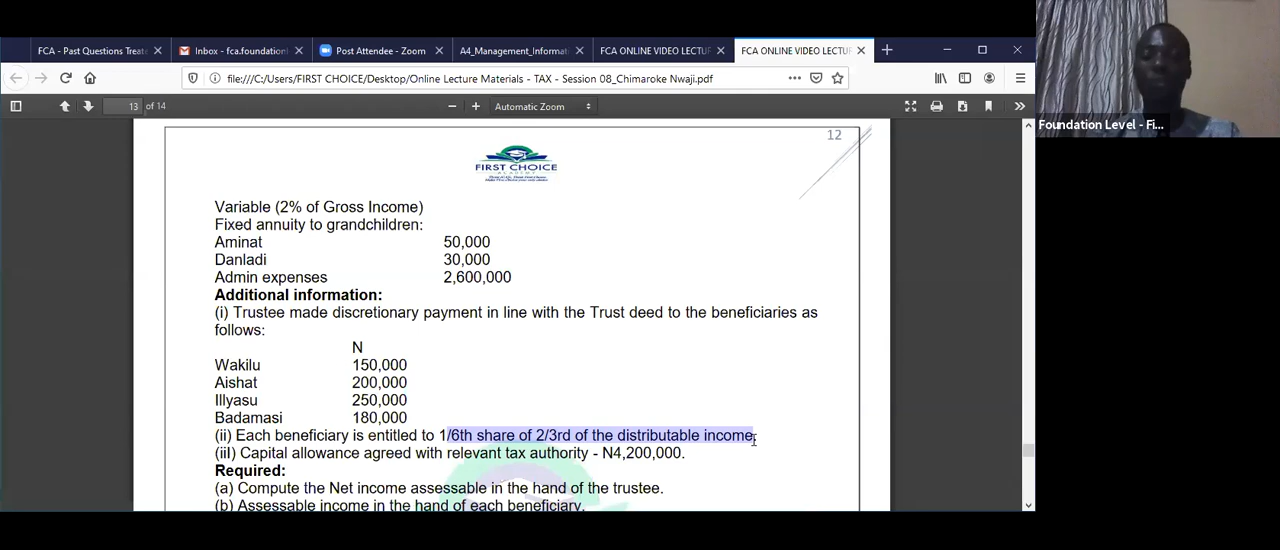 FCA - Past Questions Treat
Inbox - fca.foundation
Post Attendee - Zoom
A4_Management_Informati
FCA ONLINE VIDEO LECTUR
FCA ONLINE VIDEO LECTUR
file:///C:/Users/FIRST CHOICE/Desktop/Online Lecture Materials - TAX - Session 08_Chimaroke Nwaji.pdf
13 of 14
Automatic Zoom
Foundation Level - Fi...
12
FIRST CHOICE
Variable (2% of Gross Income)
Fixed annuity to grandchildren:
Aminat 50,000
Danladi 30,000
Admin expenses 2,600,000
Additional information:
(i) Trustee made discretionary payment in line with the Trust deed to the beneficiaries as
follows:
N
Wakilu 150,000
Aishat 200,000
Illyasu 250,000
Badamasi 180,000
(ii) Each beneficiary is entitled to 1/6th share of 2/3rd of the distributable income.
(iiI) Capital allowance agreed with relevant tax authority - N4,200,000.
Required:
(a) Compute the Net income assessable in the hand of the trustee.
(b) Assessable income in the hand of each beneficiary.